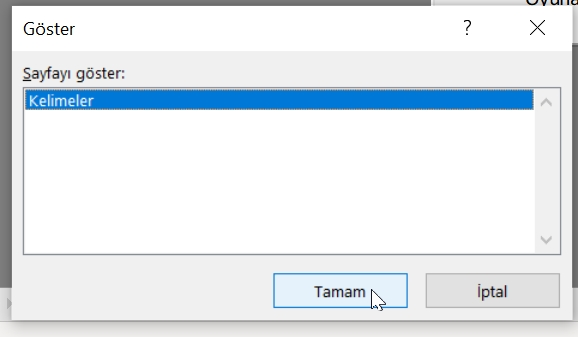 Göster
?
Sayfayı göster:
Kelimeler
Tamam
İptal